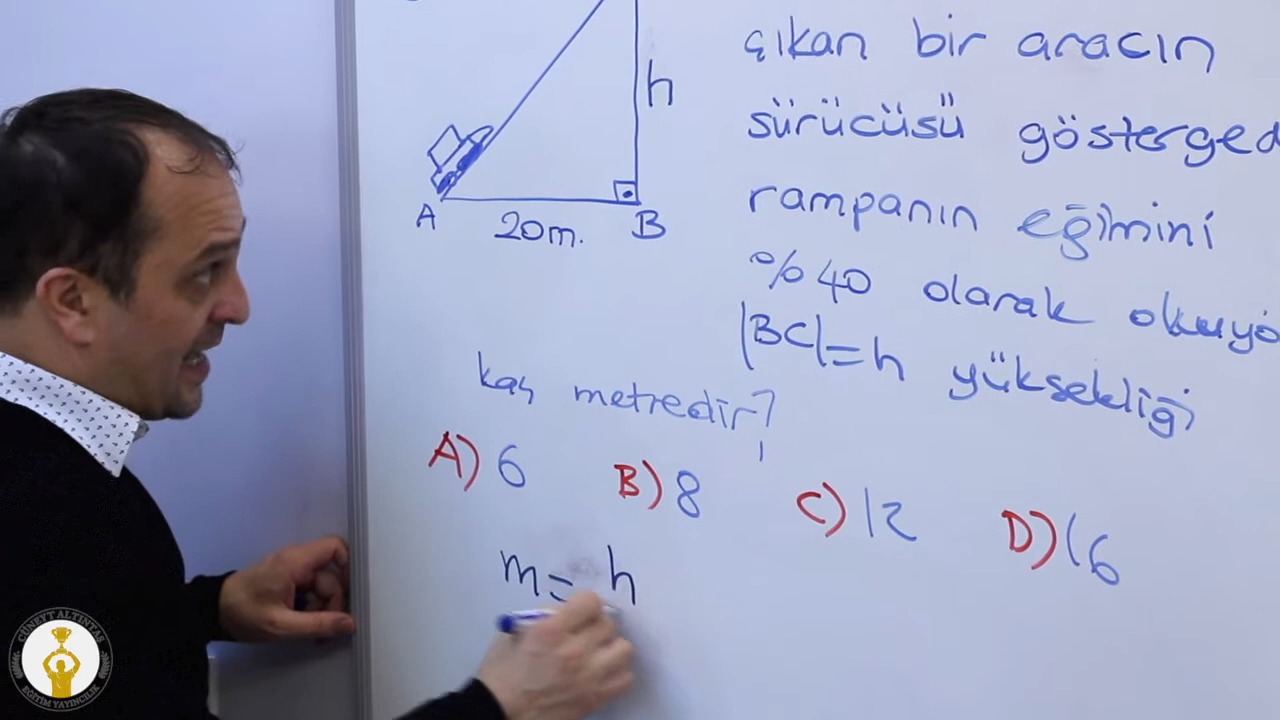 h
A
20m.
B
çıkan bir aracın
sürücüsü gösterged
rampanın eğimini
%40 olarak okuyo
|BC|=h yüksekliği
kaç metredir?
A) 6
B) 8
C) 12
D) 16
m = h
CÜNEYT ALTINTAŞ
EĞİTİM YAYINCILIK